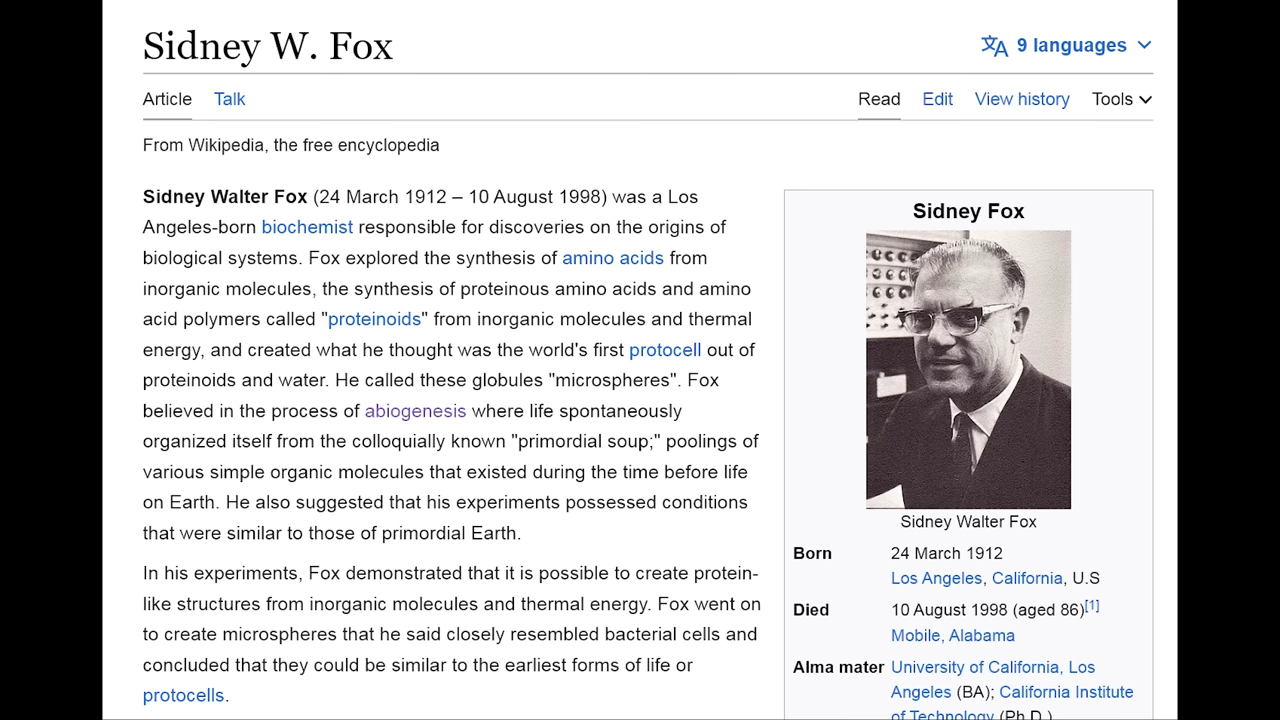 Sidney W. Fox
9 languages
Article Talk
Read Edit View history Tools
From Wikipedia, the free encyclopedia
Sidney Walter Fox (24 March 1912 – 10 August 1998) was a Los
Angeles-born biochemist responsible for discoveries on the origins of
biological systems. Fox explored the synthesis of amino acids from
inorganic molecules, the synthesis of proteinous amino acids and amino
acid polymers called "proteinoids" from inorganic molecules and thermal
energy, and created what he thought was the world's first protocell out of
proteinoids and water. He called these globules "microspheres". Fox
believed in the process of abiogenesis where life spontaneously
organized itself from the colloquially known "primordial soup;" poolings of
various simple organic molecules that existed during the time before life
on Earth. He also suggested that his experiments possessed conditions
that were similar to those of primordial Earth.
In his experiments, Fox demonstrated that it is possible to create protein-
like structures from inorganic molecules and thermal energy. Fox went on
to create microspheres that he said closely resembled bacterial cells and
concluded that they could be similar to the earliest forms of life or
protocells.
Sidney Fox
Sidney Walter Fox
Born 24 March 1912
Los Angeles, California, U.S
Died 10 August 1998 (aged 86)[1]
Mobile, Alabama
Alma mater University of California, Los
Angeles (BA); California Institute
of Technology (Ph.D.)